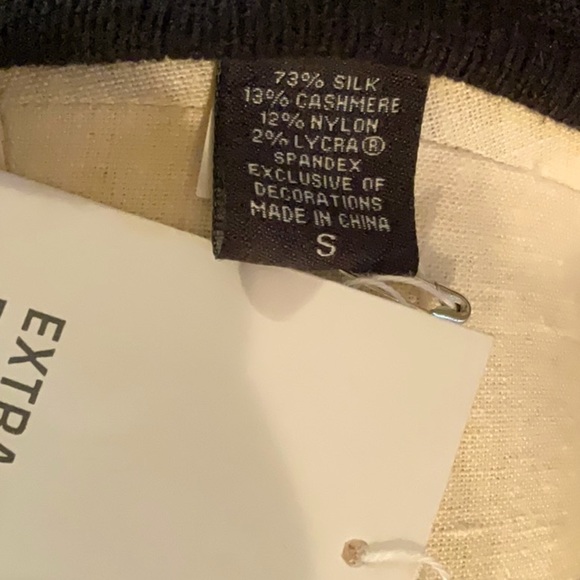 73% SILK
13% CASHMERE
12% NYLON
2% LYCRA®
SPANDEX
EXCLUSIVE OF
DECORATIONS
MADE IN CHINA
S
EXTRA